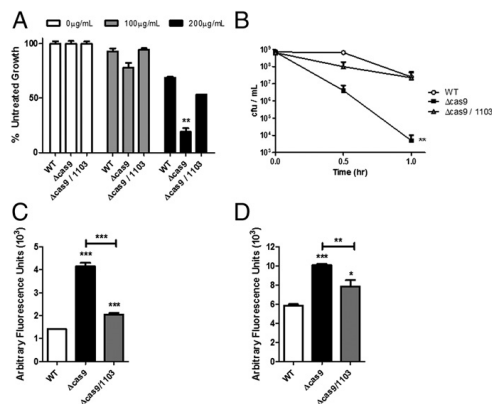 A
0µg/mL 100µg/mL 200µg/mL
% Untreated Growth
100
50
0
WT Δcas9 Δcas9 / 1103 WT Δcas9 Δcas9 / 1103 WT Δcas9 Δcas9 / 1103
**
B
cfu / mL
10⁹
10⁸
10⁷
10⁶
10⁵
10⁴
10³
0.0 0.5 1.0
Time (hr)
WT
Δcas9
Δcas9 / 1103
**
C
Arbitrary Fluorescence Units (10³)
5
4
3
2
1
0
***
***
***
WT Δcas9 Δcas9/1103
D
Arbitrary Fluorescence Units (10³)
12
10
8
6
4
2
0
**
***
*
WT Δcas9 Δcas9/1103